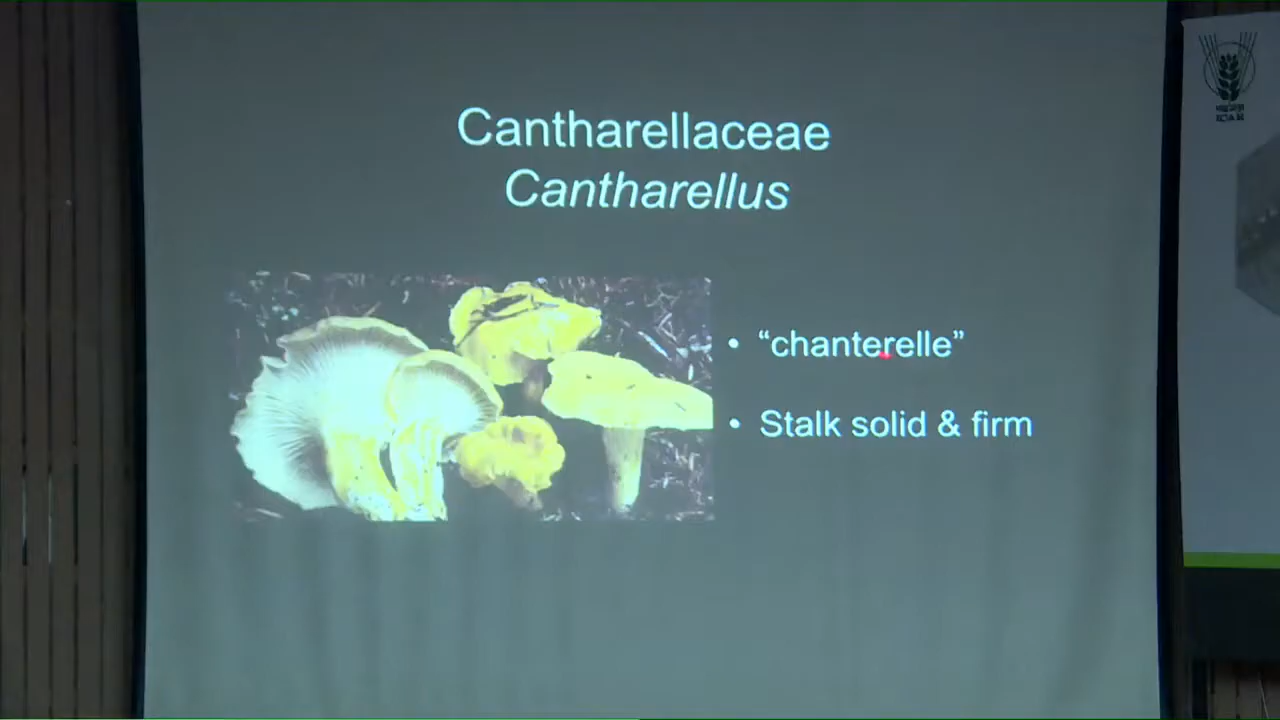 Cantharellaceae
Cantharellus
• “chanterelle”
• Stalk solid & firm